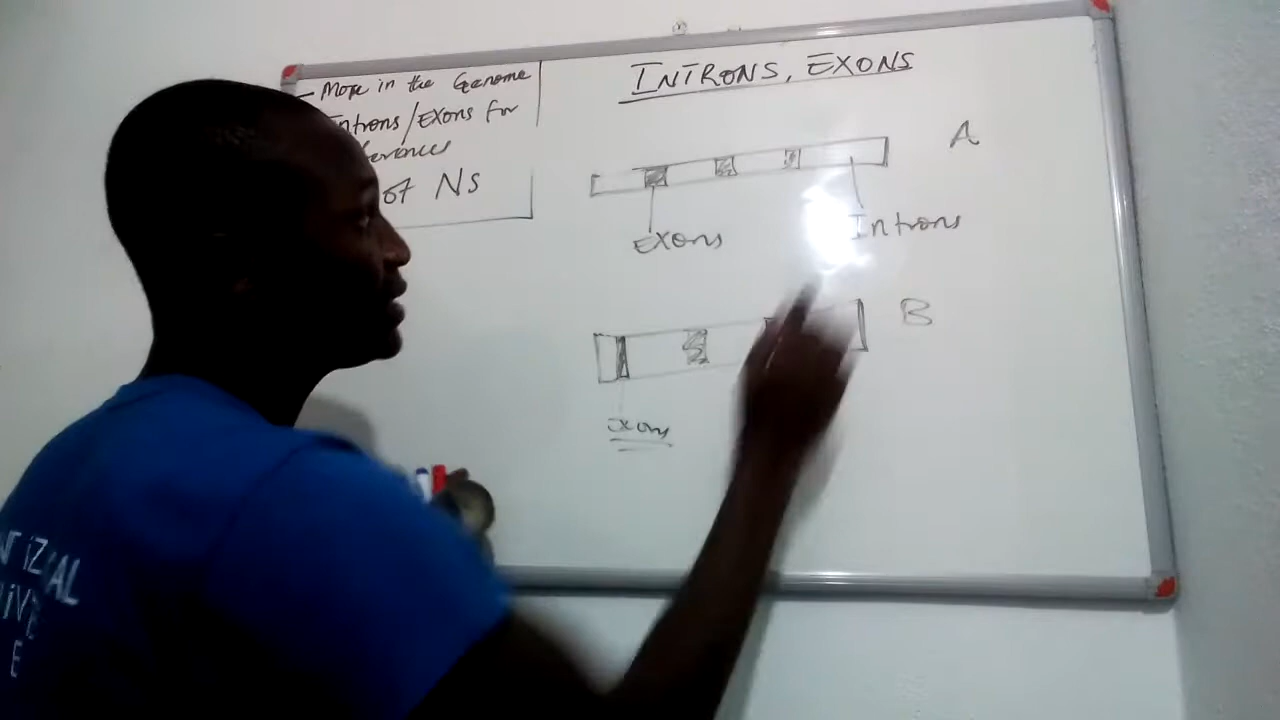 - More in the Genome
Introns/Exons for
of Ns
INTRONS, EXONS
A
Exons
Introns
B
Exons